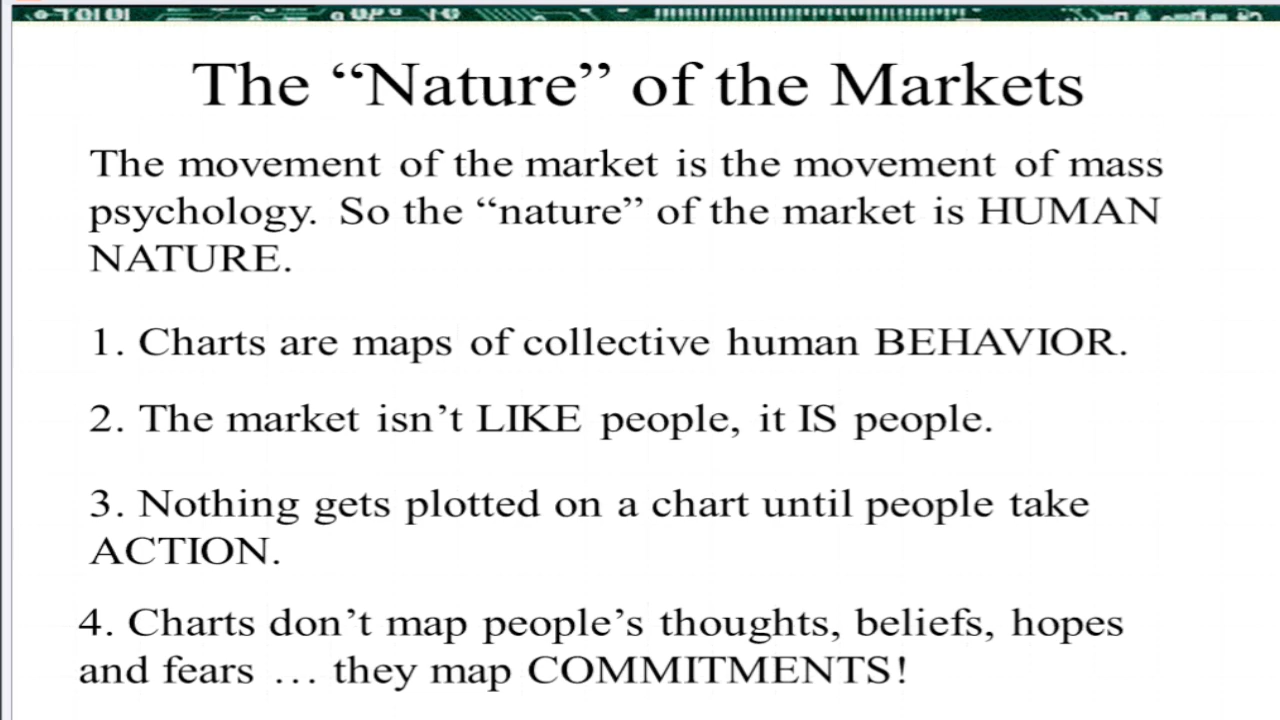 The “Nature” of the Markets
The movement of the market is the movement of mass
psychology. So the “nature” of the market is HUMAN
NATURE.
1. Charts are maps of collective human BEHAVIOR.
2. The market isn’t LIKE people, it IS people.
3. Nothing gets plotted on a chart until people take
ACTION.
4. Charts don’t map people’s thoughts, beliefs, hopes
and fears … they map COMMITMENTS!